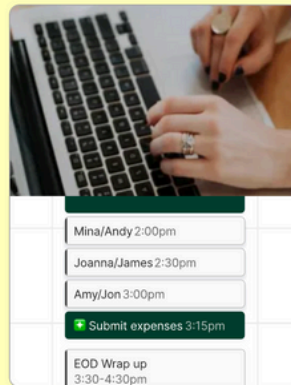 Mina/Andy 2:00pm
Joanna/James 2:30pm
Amy/Jon 3:00pm
Submit expenses 3:15pm
EOD Wrap up
3:30-4:30pm